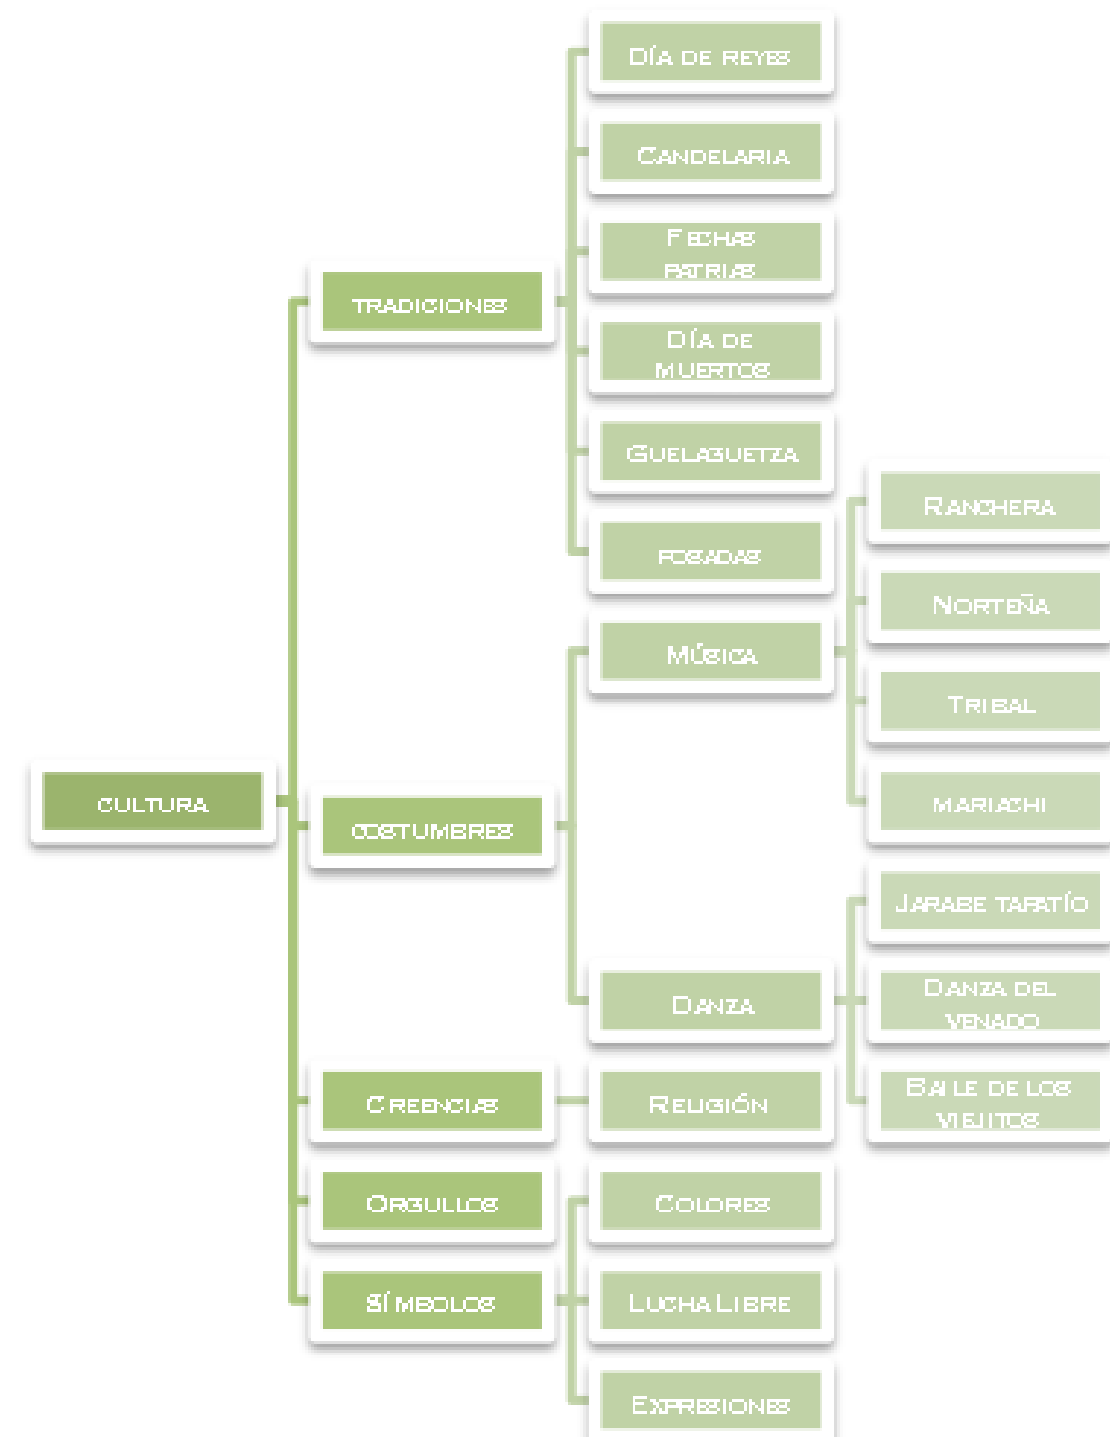 CULTURA
TRADICIONES
DÍA DE REYES
CANDELARIA
FECHAS
PATRIAS
DÍA DE
MUERTOS
GUELAGUETZA
POSADAS
COSTUMBRES
MÚSICA
RANCHERA
NORTEÑA
TRIBAL
MARIACHI
DANZA
JARABE TAPATÍO
DANZA DEL
VENADO
BAILE DE LOS
VIEJITOS
CREENCIAS
RELIGIÓN
ORGULLOS
SÍMBOLOS
COLORES
LUCHA LIBRE
EXPRESIONES